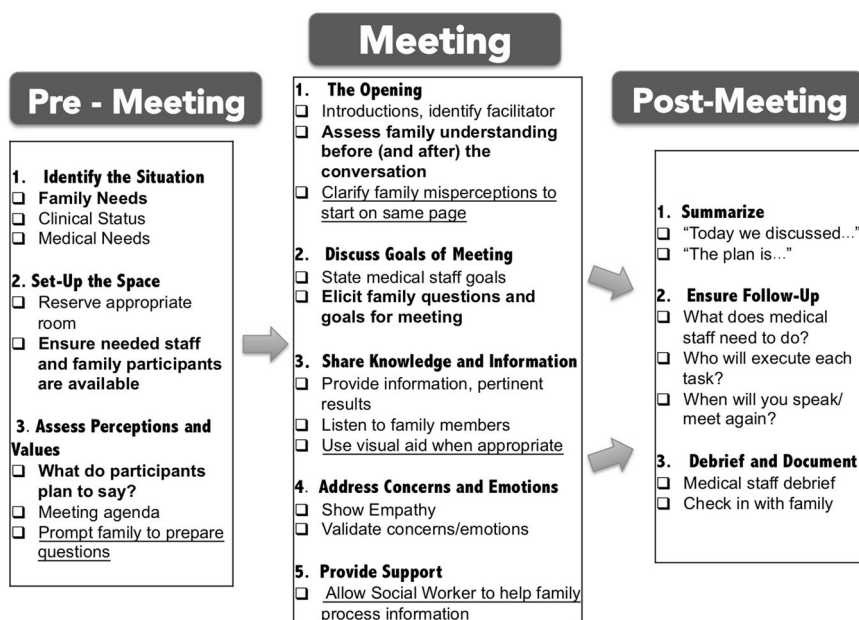 Meeting
Pre - Meeting
1. Identify the Situation
❑ Family Needs
❑ Clinical Status
❑ Medical Needs
2. Set-Up the Space
❑ Reserve appropriate
room
❑ Ensure needed staff
and family participants
are available
3. Assess Perceptions and
Values
❑ What do participants
plan to say?
❑ Meeting agenda
❑ Prompt family to prepare
questions
1. The Opening
❑ Introductions, identify facilitator
❑ Assess family understanding
before (and after) the
conversation
❑ Clarify family misperceptions to
start on same page
2. Discuss Goals of Meeting
❑ State medical staff goals
❑ Elicit family questions and
goals for meeting
3. Share Knowledge and Information
❑ Provide information, pertinent
results
❑ Listen to family members
❑ Use visual aid when appropriate
4. Address Concerns and Emotions
❑ Show Empathy
❑ Validate concerns/emotions
5. Provide Support
❑ Allow Social Worker to help family
process information
Post-Meeting
1. Summarize
❑ “Today we discussed…”
❑ “The plan is…”
2. Ensure Follow-Up
❑ What does medical
staff need to do?
❑ Who will execute each
task?
❑ When will you speak/
meet again?
3. Debrief and Document
❑ Medical staff debrief
❑ Check in with family